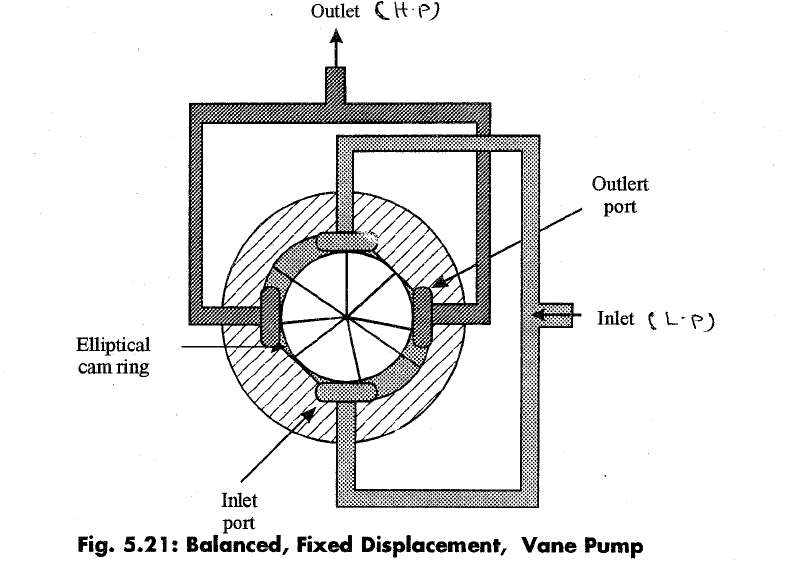 Outlet (H.P)
Outlert
port
Inlet (L.P)
Elliptical
cam ring
Inlet
port
Fig. 5.21: Balanced, Fixed Displacement, Vane Pump